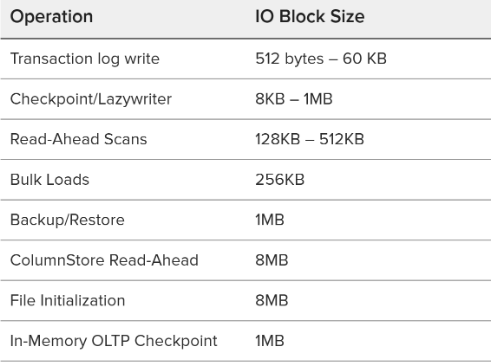 Operation IO Block Size
Transaction log write 512 bytes – 60 KB
Checkpoint/Lazywriter 8KB – 1MB
Read-Ahead Scans 128KB – 512KB
Bulk Loads 256KB
Backup/Restore 1MB
ColumnStore Read-Ahead 8MB
File Initialization 8MB
In-Memory OLTP Checkpoint 1MB